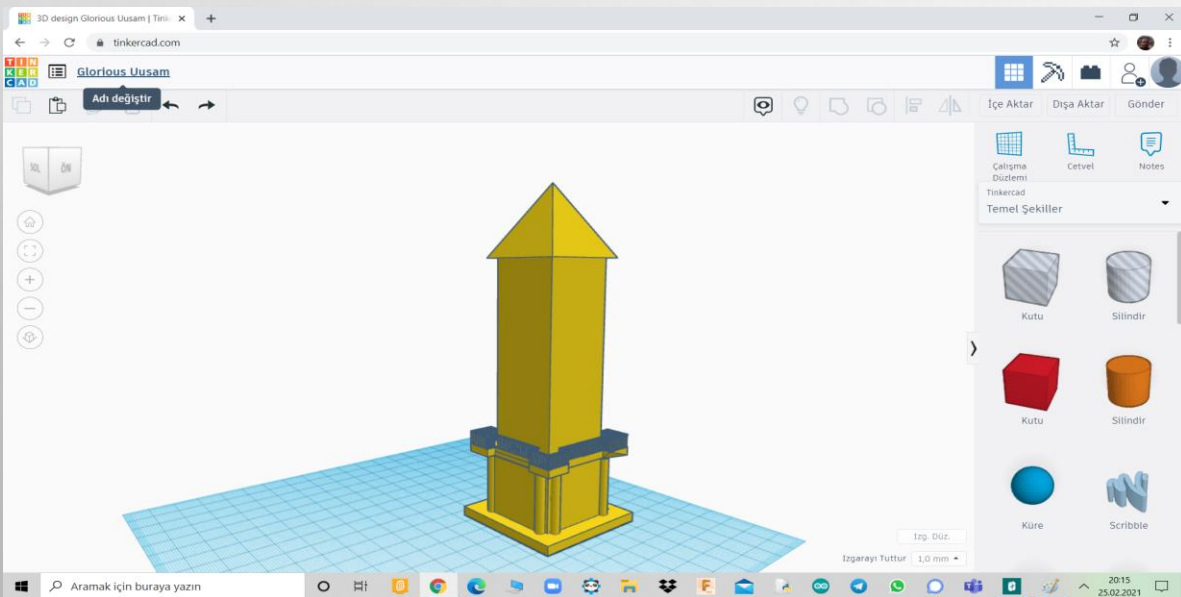 3D design Glorious Uusam | Tink
tinkercad.com
TIN
KER
CAD
Glorious Uusam
Adı değiştir
İçe Aktar
Dışa Aktar
Gönder
SOL
ÖN
Çalışma
Düzlemi
Cetvel
Notes
Tinkercad
Temel Şekiller
Kutu
Silindir
Kutu
Silindir
Küre
Scribble
Izg. Düz.
Izgarayı Tuttur
1,0 mm
Aramak için buraya yazın
20:15
25.02.2021